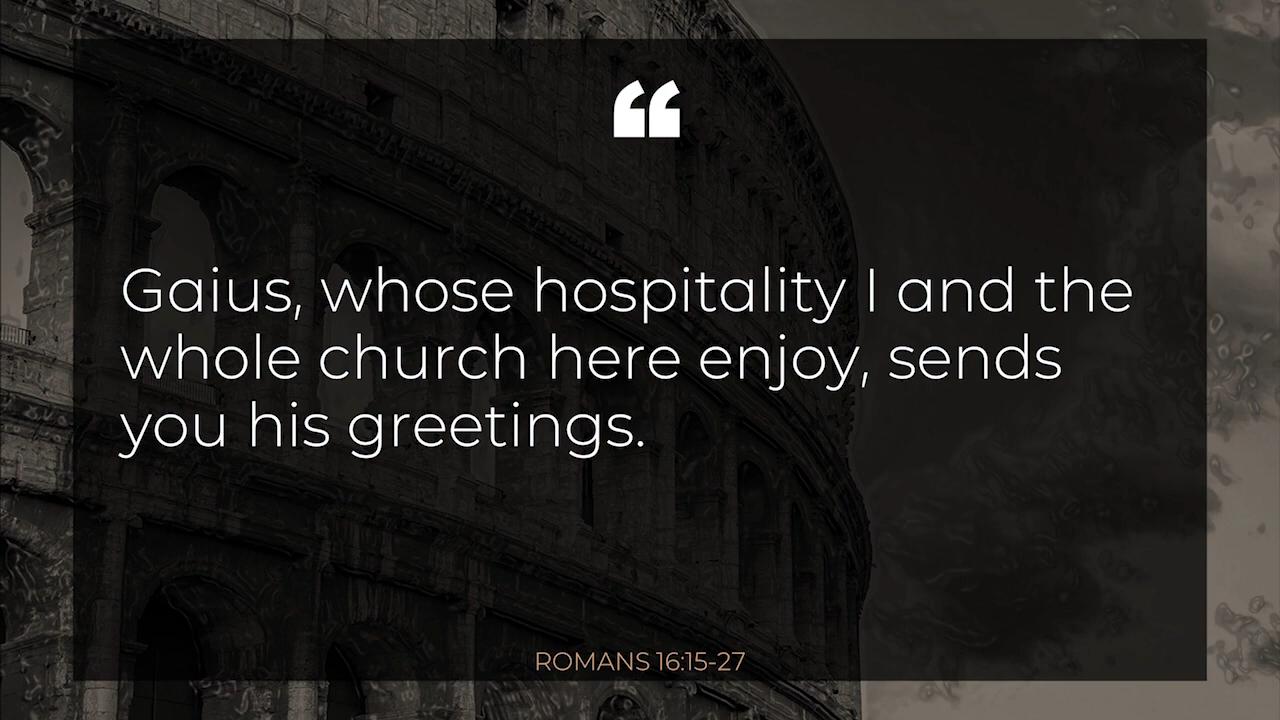 “
Gaius, whose hospitality I and the
whole church here enjoy, sends
you his greetings.
ROMANS 16:15-27